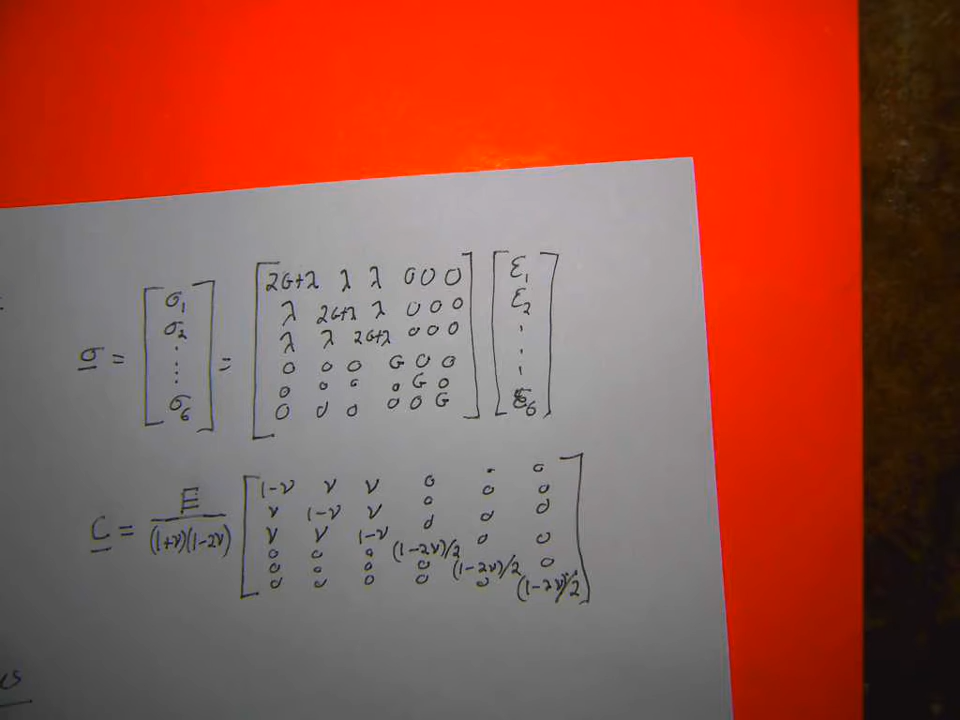 σ = [σ1 σ2 ⋮ σ6] = [2G+λ λ λ 0 0 0
λ 2G+λ λ 0 0 0
λ λ 2G+λ 0 0 0
0 0 0 G 0 0
0 0 0 0 G 0
0 0 0 0 0 G] [ε1 ε2 ⋮ ε6]
C = E/((1+ν)(1-2ν)) [1-ν ν ν 0 0 0
ν 1-ν ν 0 0 0
ν ν 1-ν 0 0 0
0 0 0 (1-2ν)/2 0 0
0 0 0 0 (1-2ν)/2 0
0 0 0 0 0 (1-2ν)/2]